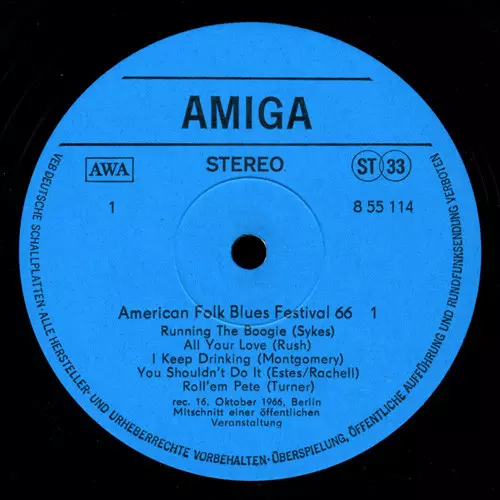 AMIGA
AWA
STEREO
ST 33
1
8 55 114
American Folk Blues Festival 66 1
Running The Boogie (Sykes)
All Your Love (Rush)
I Keep Drinking (Montgomery)
You Shouldn't Do It (Estes/Rachell)
Roll'em Pete (Turner)
rec. 16. Oktober 1966, Berlin
Mitschnitt einer öffentlichen
Veranstaltung
VEB DEUTSCHE SCHALLPLATTEN · ALLE HERSTELLER- UND URHEBERRECHTE VORBEHALTEN · ÜBERSPIELUNG, ÖFFENTLICHE AUFFÜHRUNG UND RUNDFUNKSENDUNG VERBOTEN